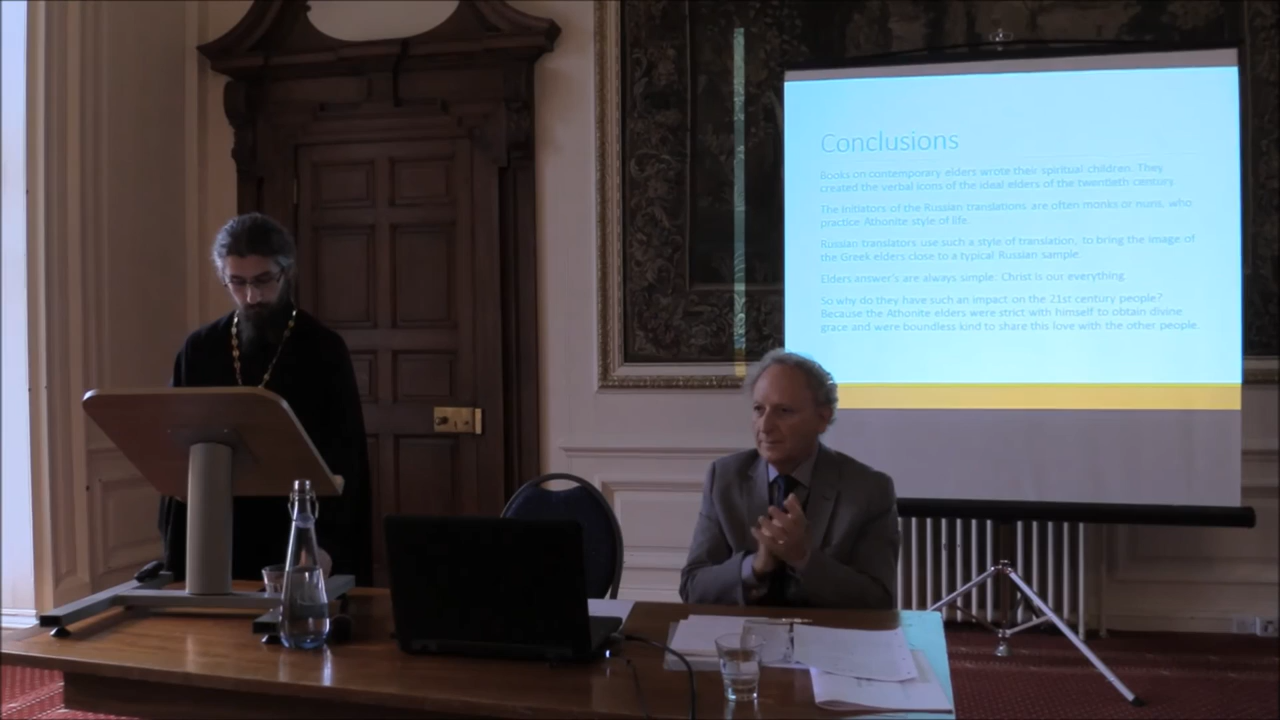 Conclusions
Books on contemporary elders wrote their spiritual children. They
created the verbal icons of the ideal elders of the twentieth century.
The initiators of the Russian translations are often monks or nuns, who
practice Athonite style of life.
Russian translators use such a style of translation, to bring the image of
the Greek elders close to a typical Russian sample.
Elders answer's are always simple: Christ is our everything.
So why do they have such an impact on the 21st century people?
Because the Athonite elders were strict with himself to obtain divine
grace and were boundless kind to share this love with the other people.